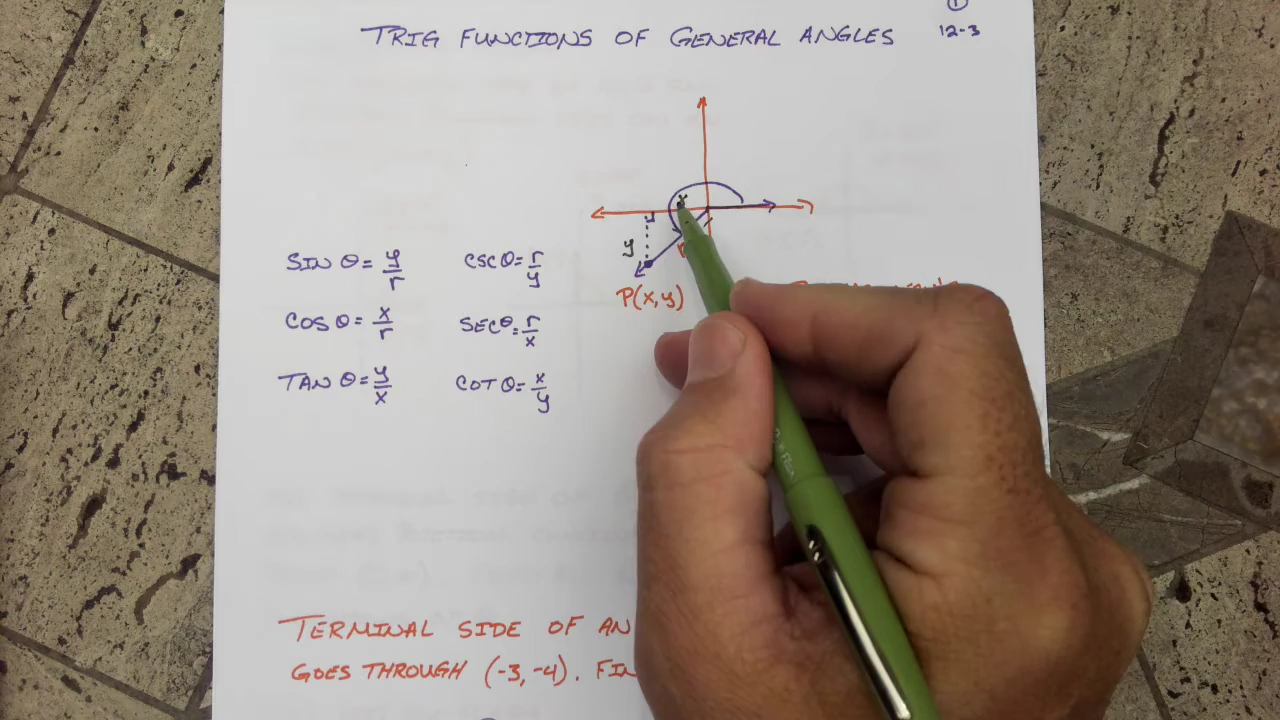 ①
TRIG FUNCTIONS OF GENERAL ANGLES 12-3
x
y
r
P(x,y)
SIN θ = y/r CSC θ = r/y
COS θ = x/r SEC θ = r/x
TAN θ = y/x COT θ = x/y
TERMINAL SIDE OF AN
GOES THROUGH (-3,-4).